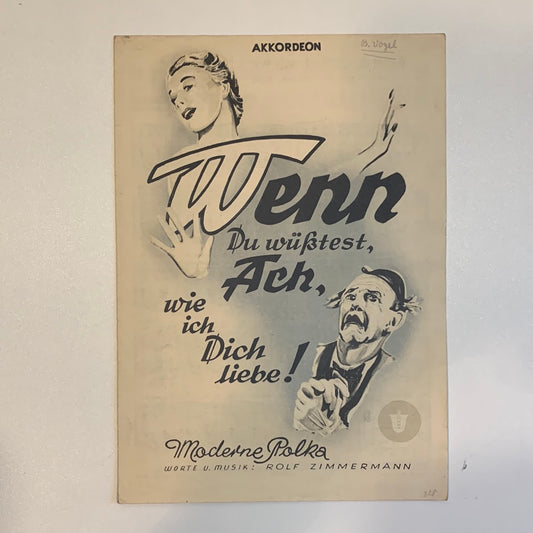 AKKORDEON
B. Vogel
Wenn
Du wüßtest,
Ach,
wie
ich
Dich
liebe!
Moderne Polka
WORTE U. MUSIK: ROLF ZIMMERMANN